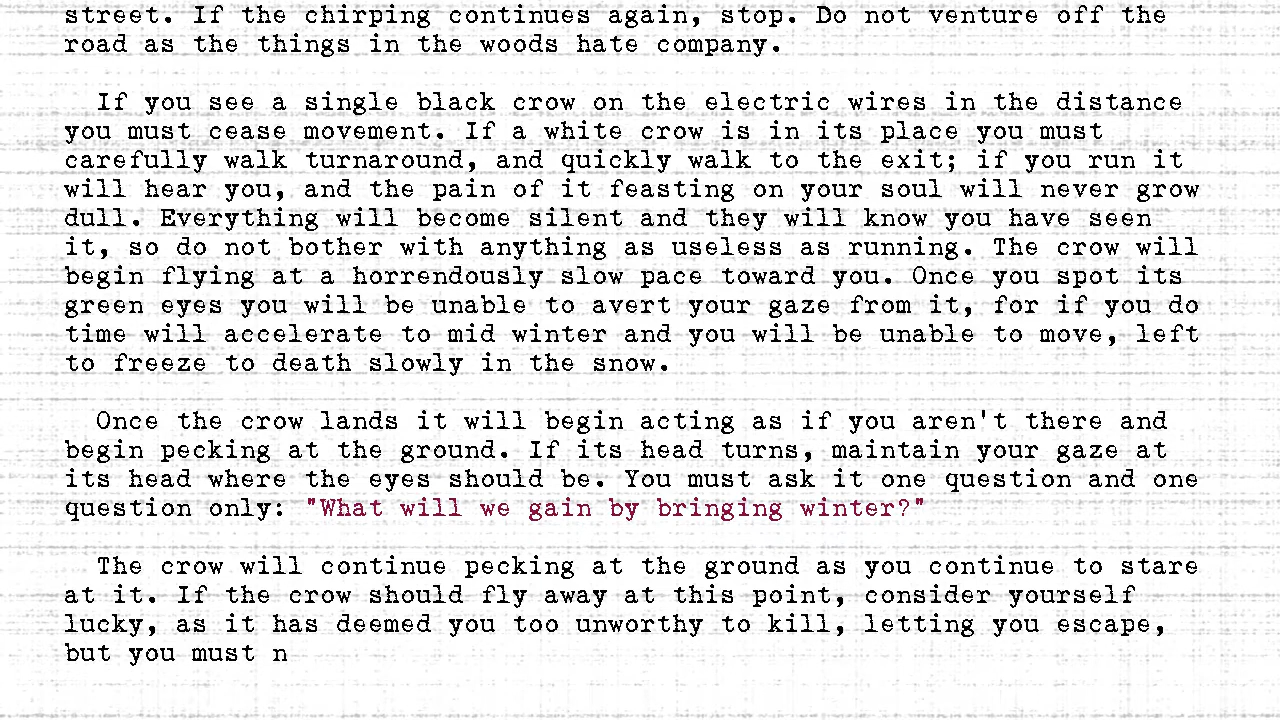 street. If the chirping continues again, stop. Do not venture off the
road as the things in the woods hate company.
If you see a single black crow on the electric wires in the distance
you must cease movement. If a white crow is in its place you must
carefully walk turnaround, and quickly walk to the exit; if you run it
will hear you, and the pain of it feasting on your soul will never grow
dull. Everything will become silent and they will know you have seen
it, so do not bother with anything as useless as running. The crow will
begin flying at a horrendously slow pace toward you. Once you spot its
green eyes you will be unable to avert your gaze from it, for if you do
time will accelerate to mid winter and you will be unable to move, left
to freeze to death slowly in the snow.
Once the crow lands it will begin acting as if you aren't there and
begin pecking at the ground. If its head turns, maintain your gaze at
its head where the eyes should be. You must ask it one question and one
question only: "What will we gain by bringing winter?"
The crow will continue pecking at the ground as you continue to stare
at it. If the crow should fly away at this point, consider yourself
lucky, as it has deemed you too unworthy to kill, letting you escape,
but you must n